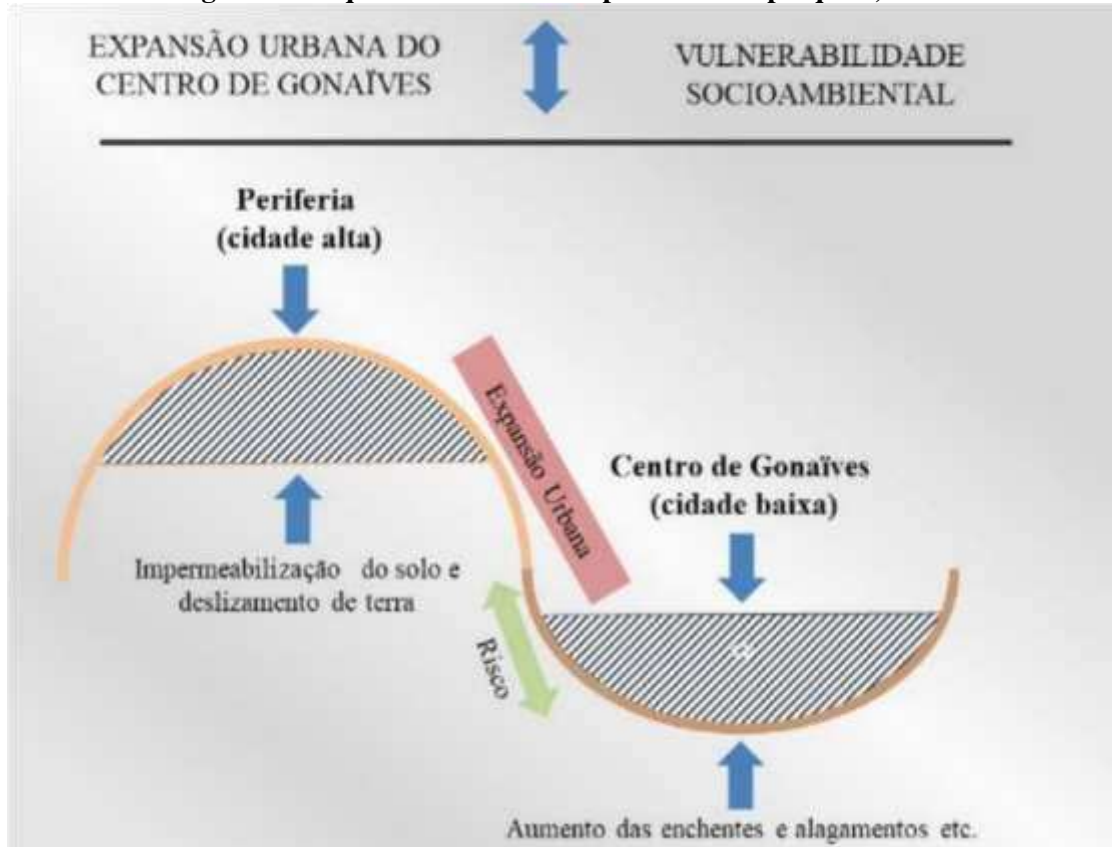 EXPANSÃO URBANA DO
CENTRO DE GONAÏVES
VULNERABILIDADE
SOCIOAMBIENTAL
Periferia
(cidade alta)
Expansão Urbana
Centro de Gonaïves
(cidade baixa)
Impermeabilização do solo e
deslizamento de terra
Risco
Aumento das enchentes e alagamentos etc.